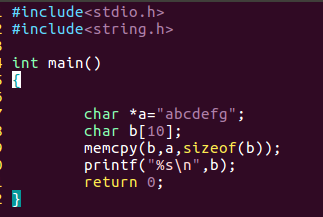 #include<stdio.h>
#include<string.h>
int main()
{
char *a="abcdefg";
char b[10];
memcpy(b,a,sizeof(b));
printf("%s\n",b);
return 0;
}